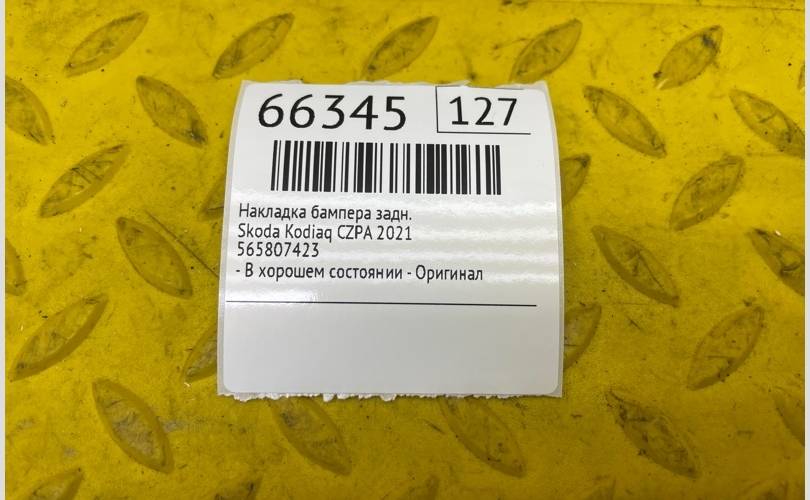 66345 127
Накладка бампера задн.
Skoda Kodiaq CZPA 2021
565807423
- В хорошем состоянии - Оригинал